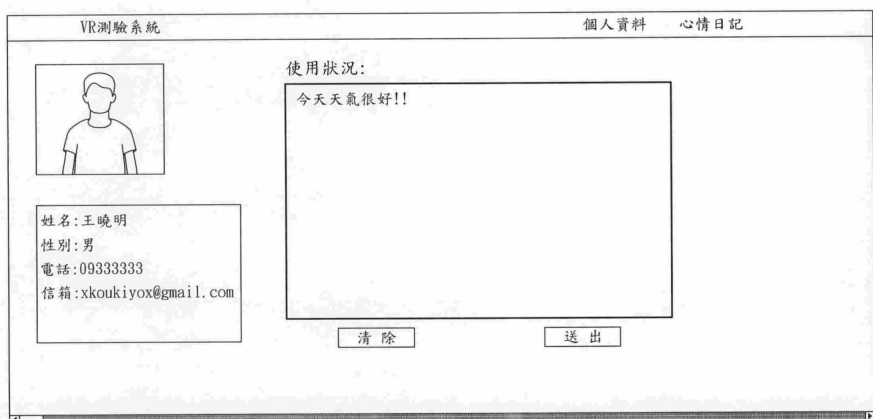 VR測驗系統
個人資料 心情日記
使用狀況:
今天天氣很好!!
姓名:王曉明
性別:男
電話:09333333
信箱:xkoukiyox@gmail.com
清除
送出